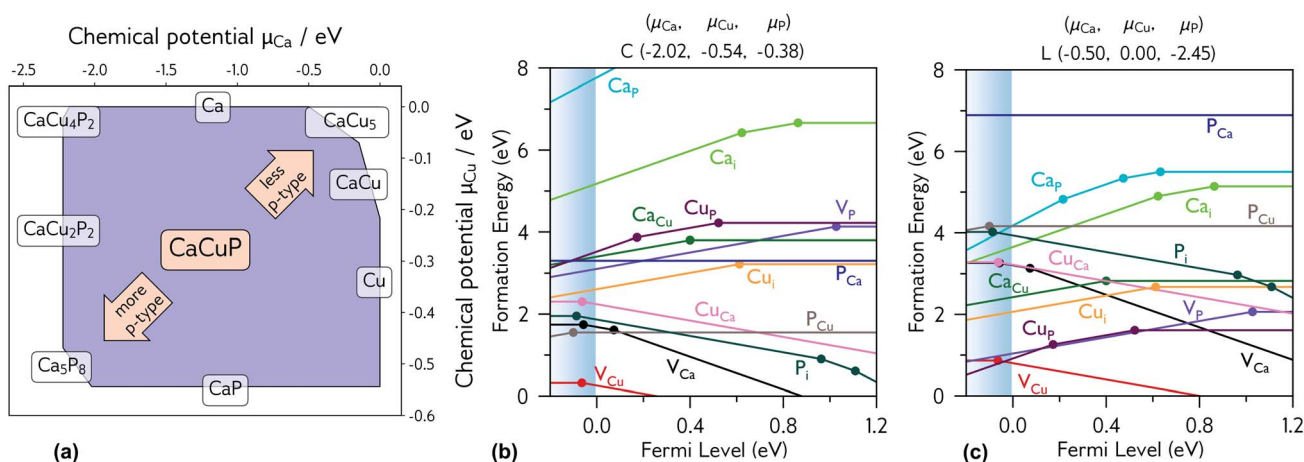 Chemical potential μCa / eV
-2.5 -2.0 -1.5 -1.0 -0.5 0.0
Ca
CaCu₄P₂
CaCu₅
0.0
-0.1
-0.2
-0.3
-0.4
-0.5
-0.6
Chemical potential μCu / eV
less
p-type
CaCu
CaCu₂P₂
CaCuP
Cu
more
p-type
Ca₅P₈
CaP
(a)
(μCa, μCu, μP)
C (-2.02, -0.54, -0.38)
8
6
4
2
0
Formation Energy (eV)
CaP
Cai
CaCu
CuP
VP
PCa
Cui
CuCa
PCu
VCu
VCa
Pi
0.0 0.4 0.8 1.2
Fermi Level (eV)
(b)
(μCa, μCu, μP)
L (-0.50, 0.00, -2.45)
8
6
4
2
0
Formation Energy (eV)
PCa
CaP
Cai
PCu
Pi
CuCa
CaCu
Cui
VP
CuP
VCa
VCu
0.0 0.4 0.8 1.2
Fermi Level (eV)
(c)